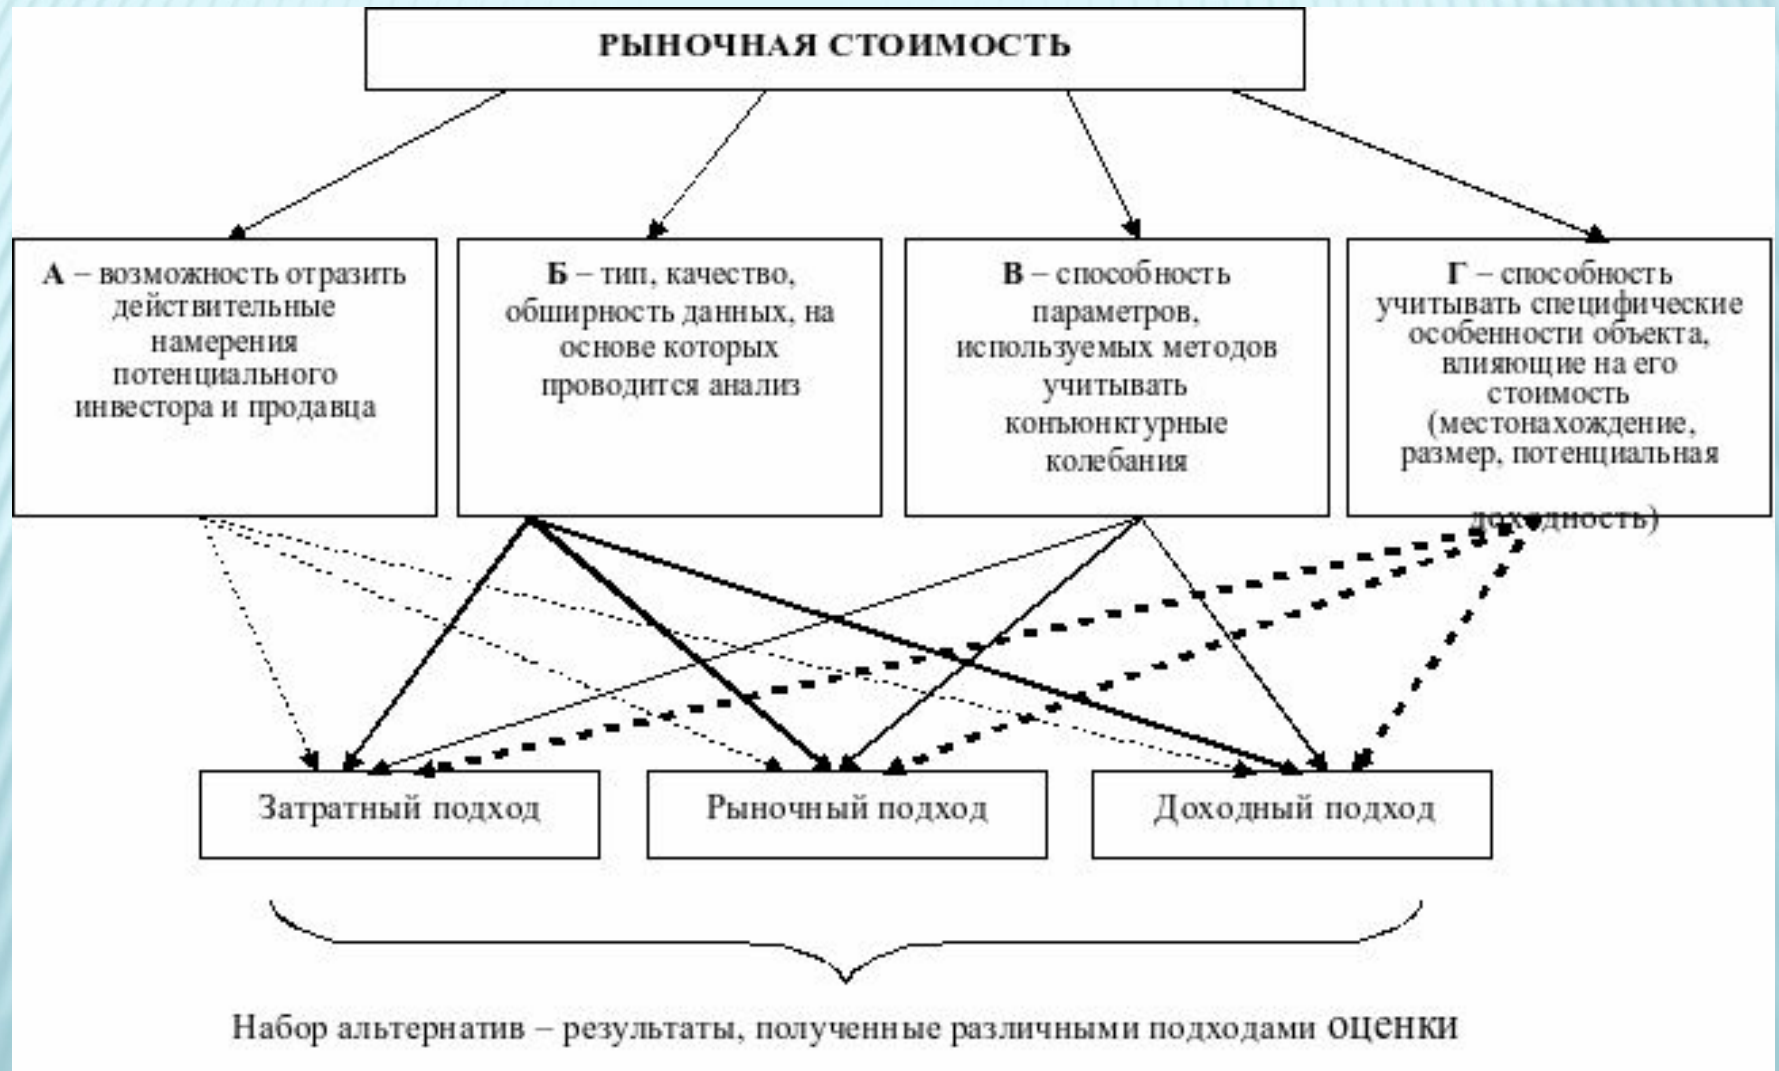 РЫНОЧНАЯ СТОИМОСТЬ
А – возможность отразить
действительные
намерения
потенциального
инвестора и продавца
Б – тип, качество,
обширность данных, на
основе которых
проводится анализ
В – способность
параметров,
используемых методов
учитывать
конъюнктурные
колебания
Г – способность
учитывать специфические
особенности объекта,
влияющие на его
стоимость
(местонахождение,
размер, потенциальная
доходность)
Затратный подход
Рыночный подход
Доходный подход
Набор альтернатив – результаты, полученные различными подходами оценки